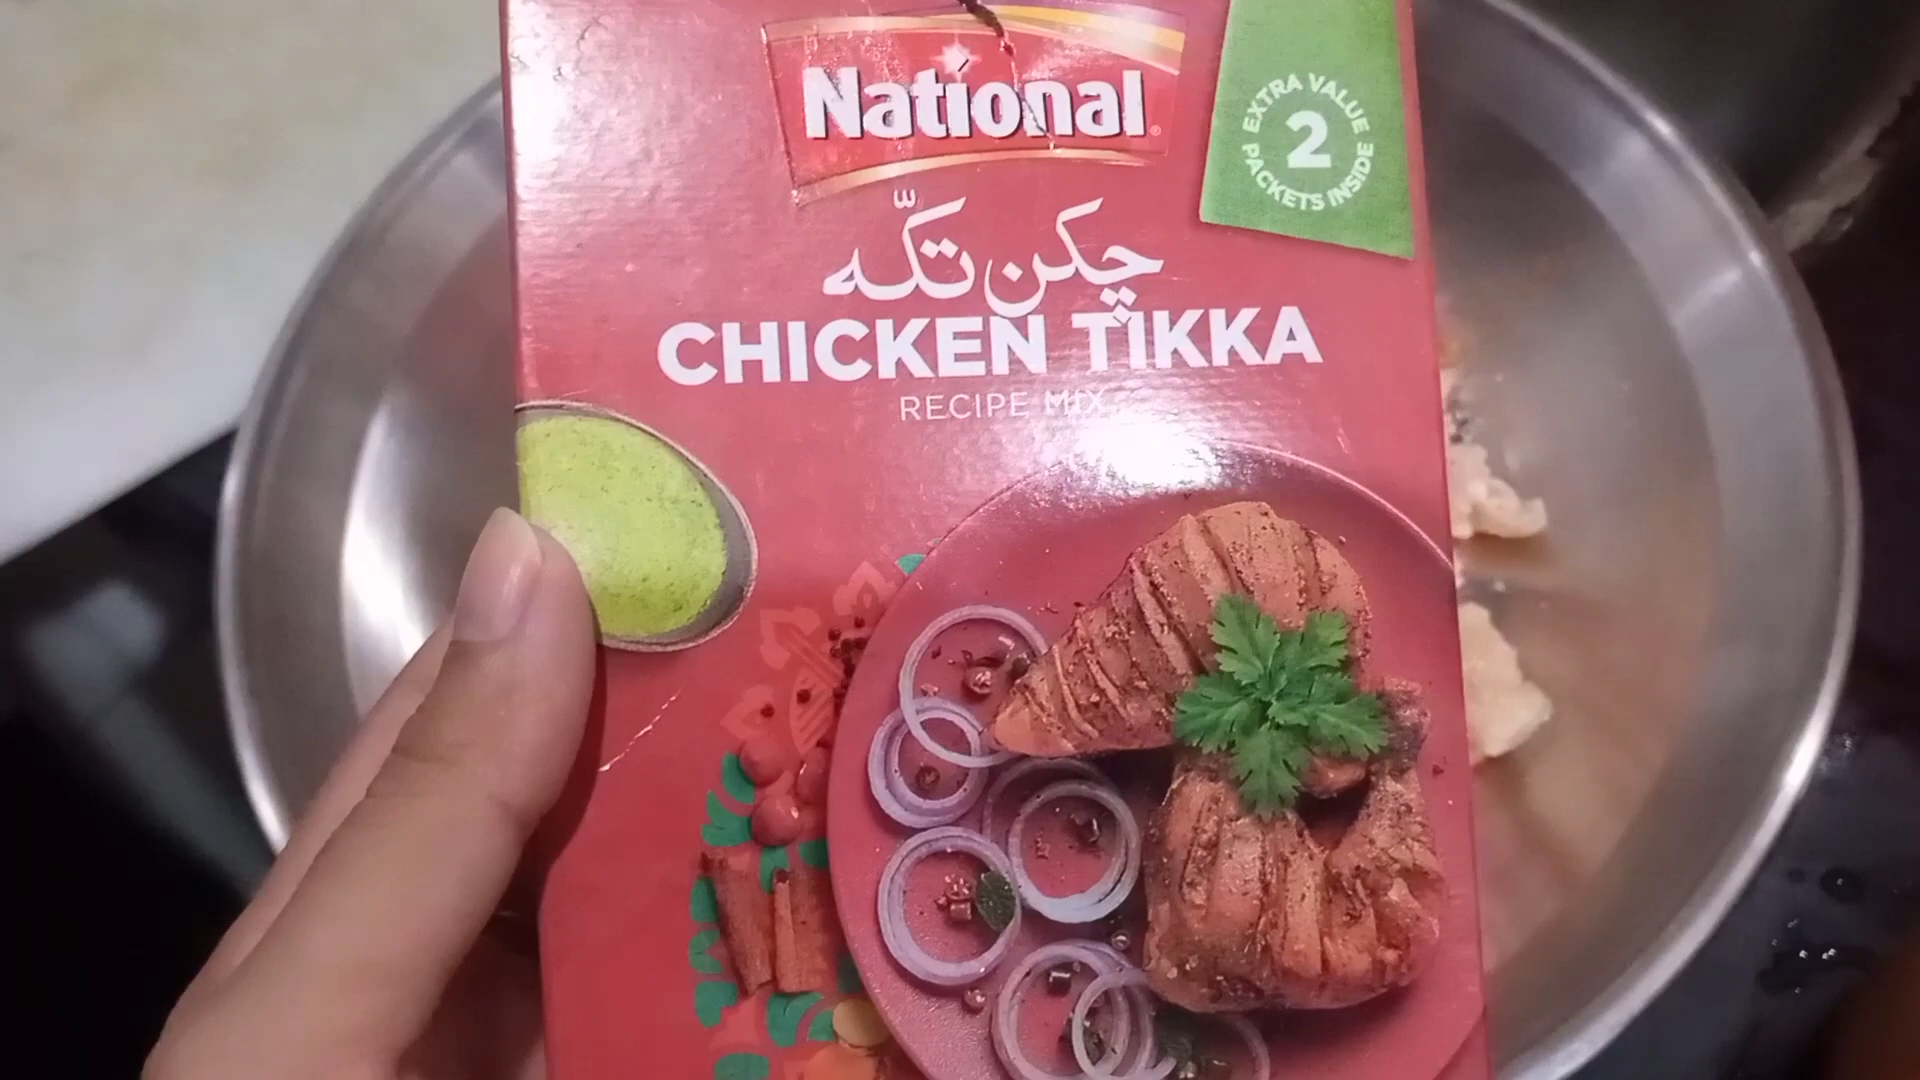 National
EXTRA VALUE
2
PACKETS INSIDE
چکن تکّہ
CHICKEN TIKKA
RECIPE MIX